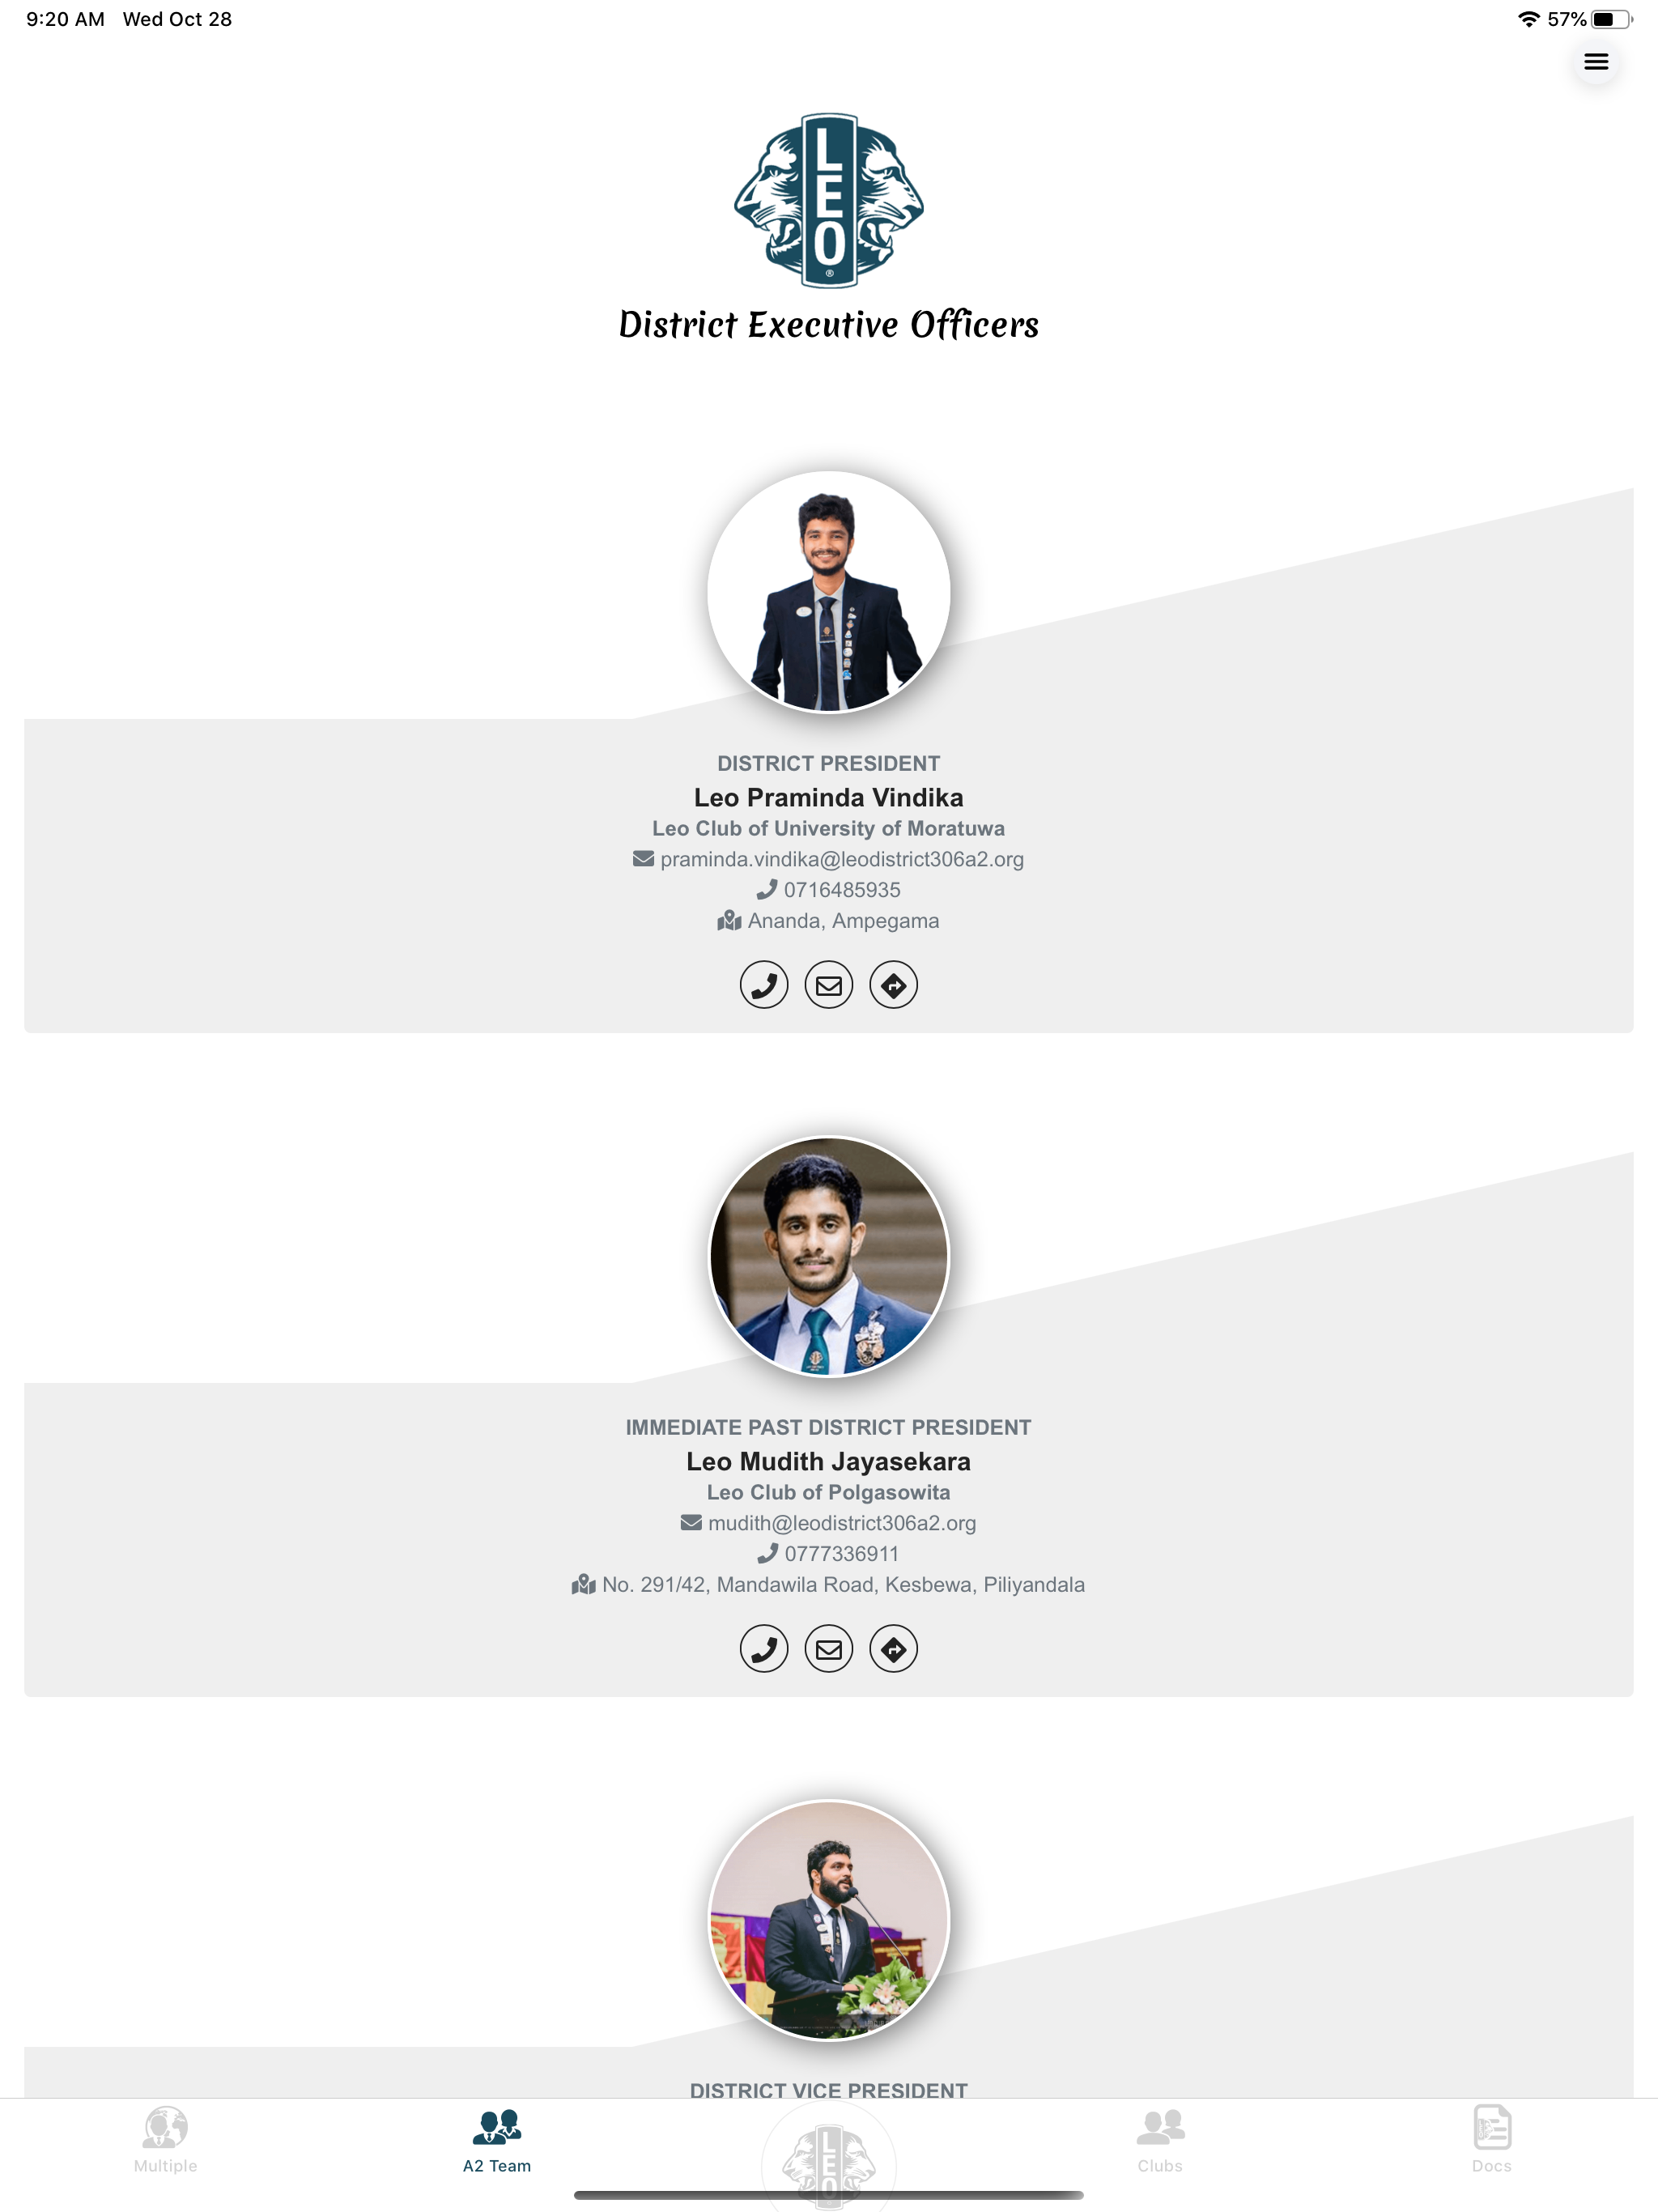 9:20 AM Wed Oct 28
57%
LEO
®
District Executive Officers
DISTRICT PRESIDENT
Leo Praminda Vindika
Leo Club of University of Moratuwa
praminda.vindika@leodistrict306a2.org
0716485935
Ananda, Ampegama
IMMEDIATE PAST DISTRICT PRESIDENT
Leo Mudith Jayasekara
Leo Club of Polgasowita
mudith@leodistrict306a2.org
0777336911
No. 291/42, Mandawila Road, Kesbewa, Piliyandala
DISTRICT VICE PRESIDENT
Multiple
A2 Team
LEO
Clubs
Docs